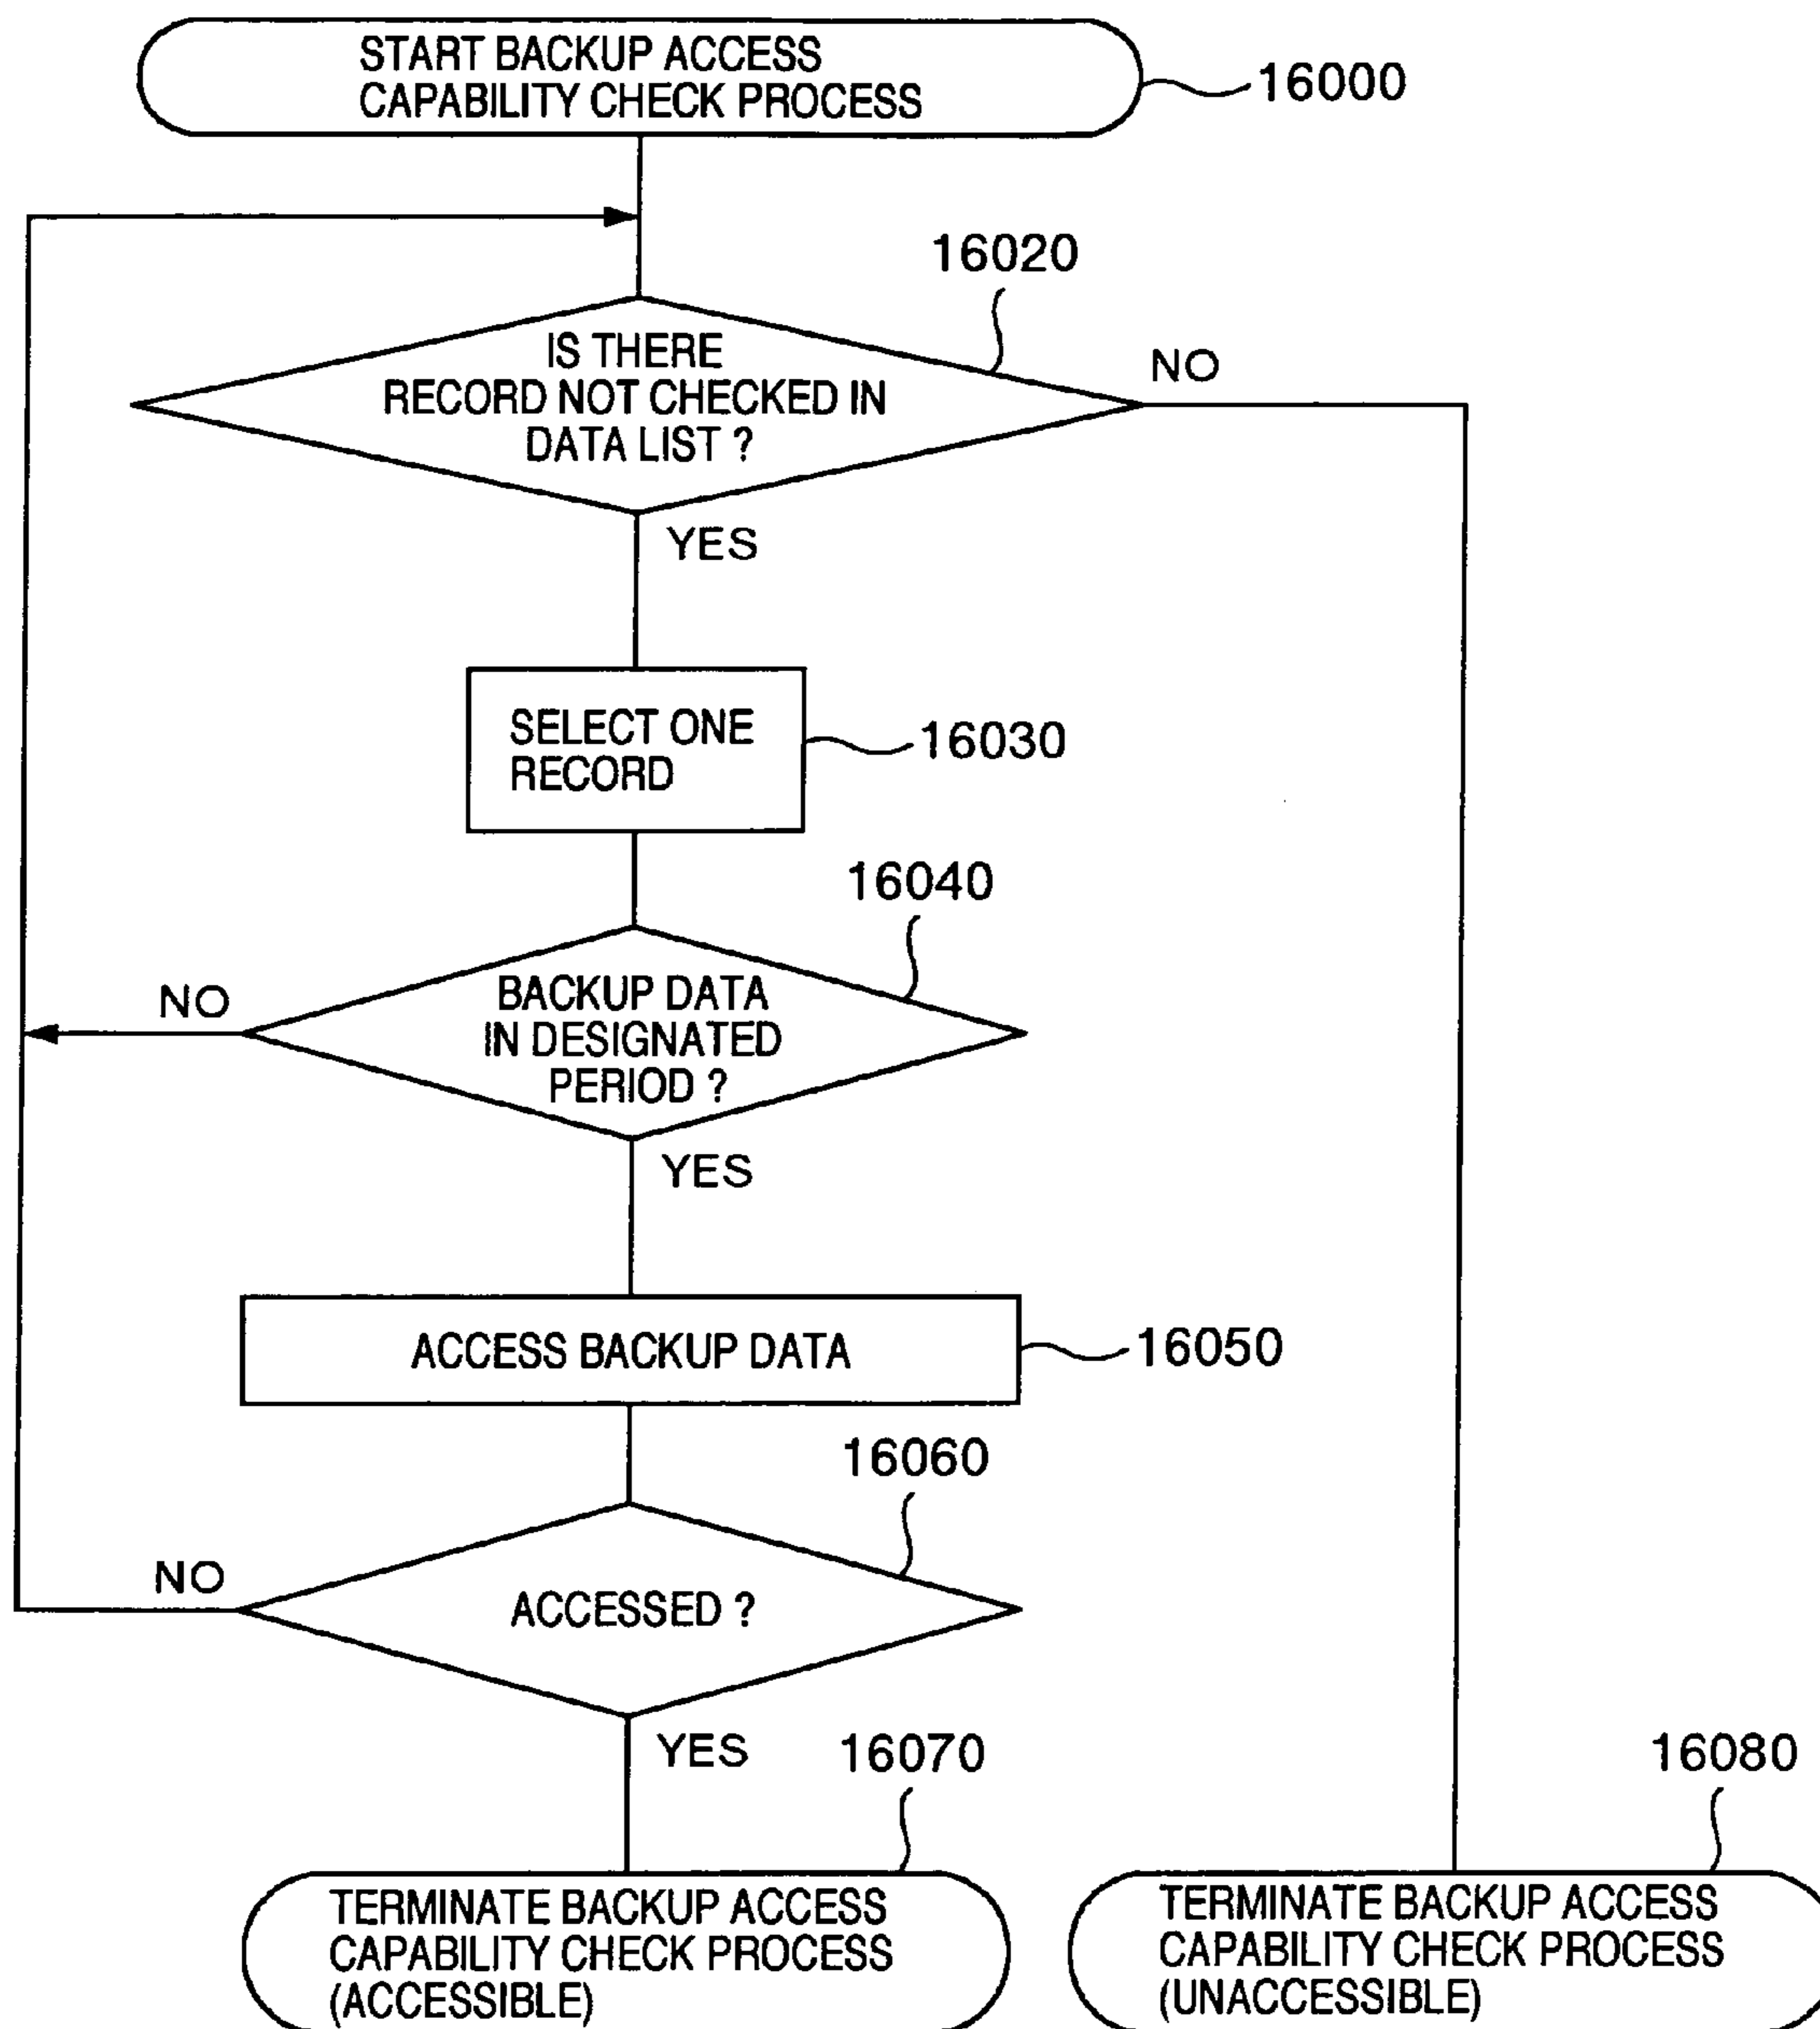 START BACKUP ACCESS
CAPABILITY CHECK PROCESS
16000
16020
IS THERE
RECORD NOT CHECKED IN
DATA LIST ?
NO
YES
SELECT ONE
RECORD
16030
16040
BACKUP DATA
IN DESIGNATED
PERIOD ?
NO
YES
ACCESS BACKUP DATA
16050
16060
ACCESSED ?
NO
YES
16070
16080
TERMINATE BACKUP ACCESS
CAPABILITY CHECK PROCESS
(ACCESSIBLE)
TERMINATE BACKUP ACCESS
CAPABILITY CHECK PROCESS
(UNACCESSIBLE)